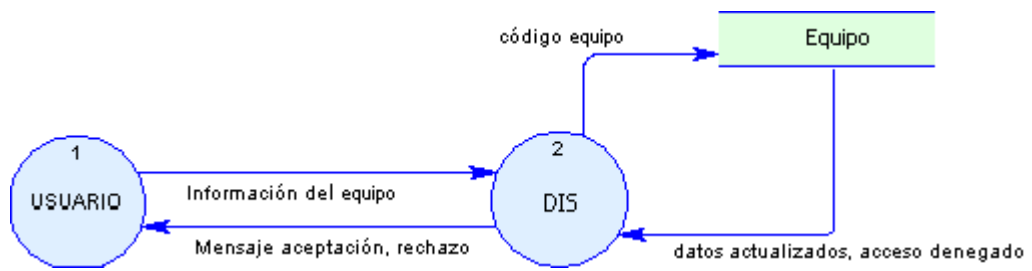 código equipo
Equipo
1
USUARIO
Información del equipo
Mensaje aceptación, rechazo
2
DIS
datos actualizados, acceso denegado